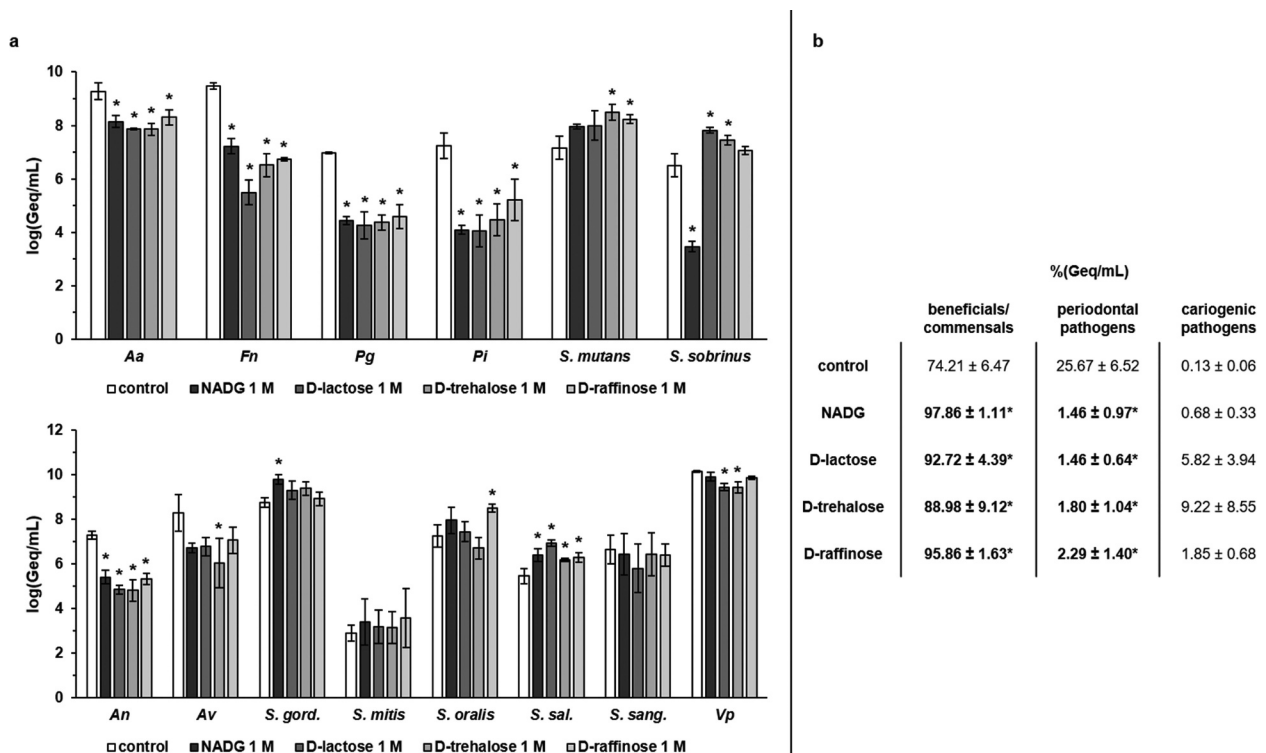 a
log(Geq/mL)
10
8
6
4
2
0
* * * *
* * * *
* * * *
* * * *
* *
* * *
Aa Fn Pg Pi S. mutans S. sobrinus
control NADG 1 M D-lactose 1 M D-trehalose 1 M D-raffinose 1 M
log(Geq/mL)
12
10
8
6
4
2
0
* * * *
*
*
*
* * * *
* *
An Av S. gord. S. mitis S. oralis S. sal. S. sang. Vp
control NADG 1 M D-lactose 1 M D-trehalose 1 M D-raffinose 1 M
b
%(Geq/mL)
beneficials/ periodontal cariogenic
commensals pathogens pathogens
control 74.21 ± 6.47 25.67 ± 6.52 0.13 ± 0.06
NADG 97.86 ± 1.11* 1.46 ± 0.97* 0.68 ± 0.33
D-lactose 92.72 ± 4.39* 1.46 ± 0.64* 5.82 ± 3.94
D-trehalose 88.98 ± 9.12* 1.80 ± 1.04* 9.22 ± 8.55
D-raffinose 95.86 ± 1.63* 2.29 ± 1.40* 1.85 ± 0.68